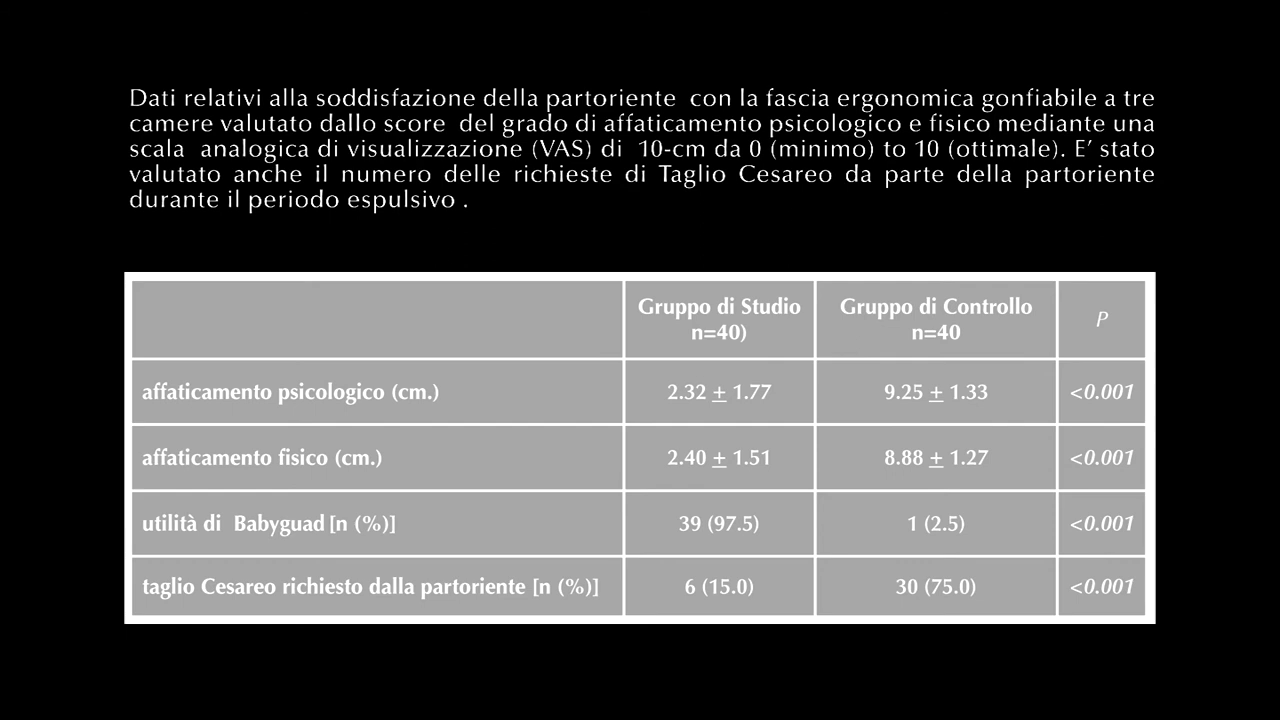 Dati relativi alla soddisfazione della partoriente con la fascia ergonomica gonfiabile a tre
camere valutato dallo score del grado di affaticamento psicologico e fisico mediante una
scala analogica di visualizzazione (VAS) di 10-cm da 0 (minimo) to 10 (ottimale). E’ stato
valutato anche il numero delle richieste di Taglio Cesareo da parte della partoriente
durante il periodo espulsivo .
Gruppo di Studio
n=40)
Gruppo di Controllo
n=40
P
affaticamento psicologico (cm.) 2.32 ± 1.77 9.25 ± 1.33 <0.001
affaticamento fisico (cm.) 2.40 ± 1.51 8.88 ± 1.27 <0.001
utilità di Babyguad [n (%)] 39 (97.5) 1 (2.5) <0.001
taglio Cesareo richiesto dalla partoriente [n (%)] 6 (15.0) 30 (75.0) <0.001